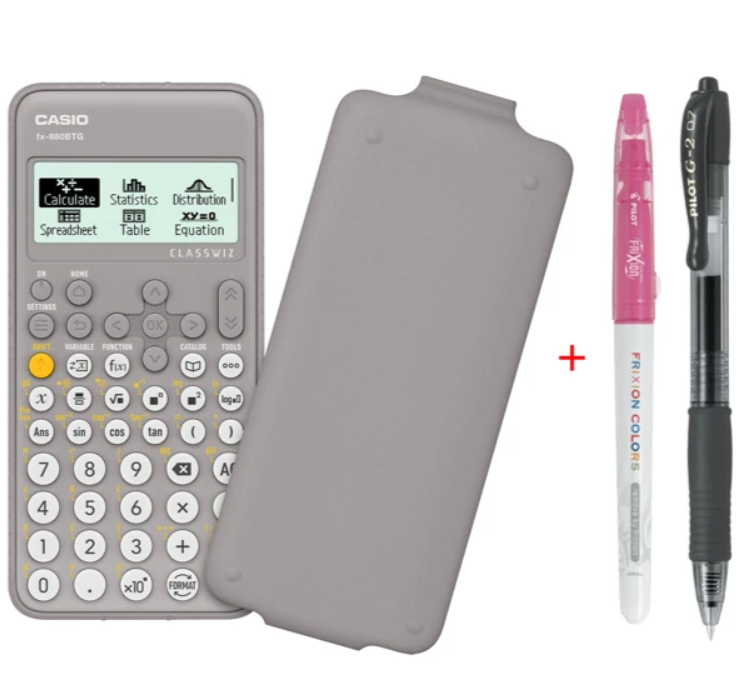 CASIO
fx-880BTG
Calculate
Statistics
Distribution
XY=0
Spreadsheet
Table
Equation
CLASSWIZ
ON
HOME
SETTINGS
OK
SHIFT
VARIABLE
FUNCTION
CATALOG
TOOLS
f(x)
x
Ans
sin
cos
tan
(
)
7
8
9
4
5
6
×
1
2
3
+
0
.
×10
FORMAT
+
PILOT
FriXion
FRIXION COLORS
PILOT G-2 07